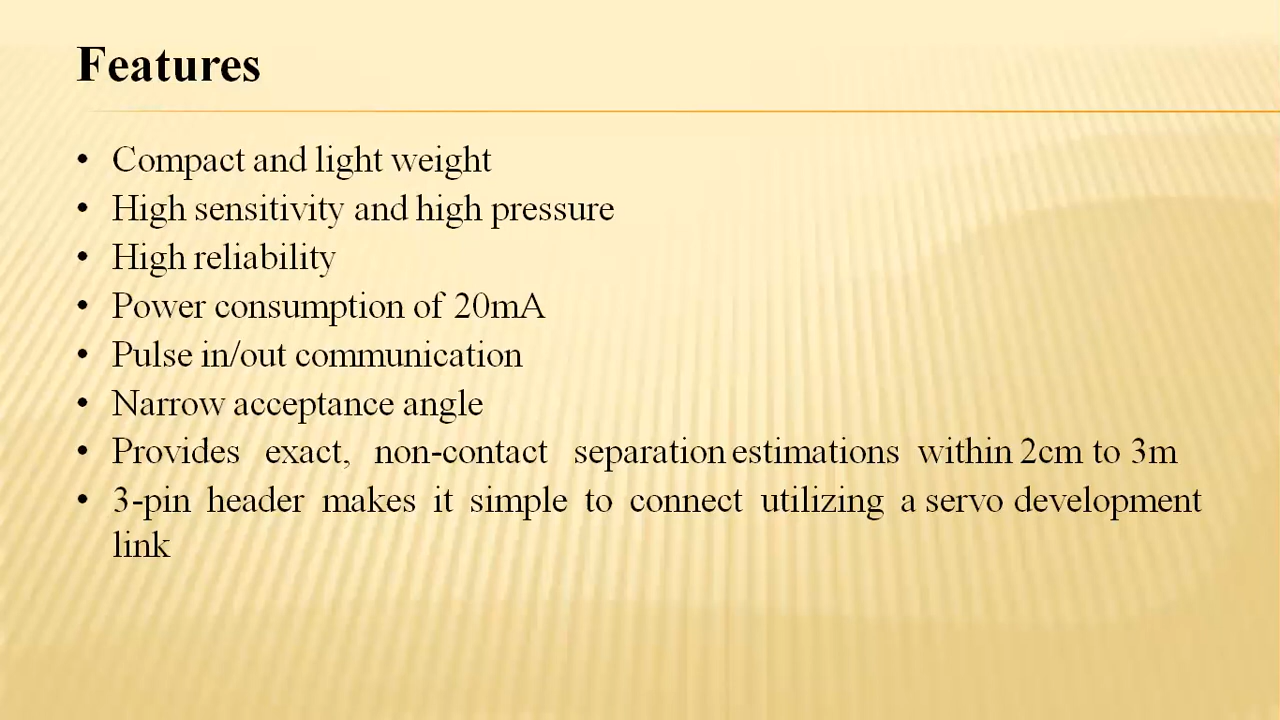 Features
• Compact and light weight
• High sensitivity and high pressure
• High reliability
• Power consumption of 20mA
• Pulse in/out communication
• Narrow acceptance angle
• Provides exact, non-contact separation estimations within 2cm to 3m
• 3-pin header makes it simple to connect utilizing a servo development
link